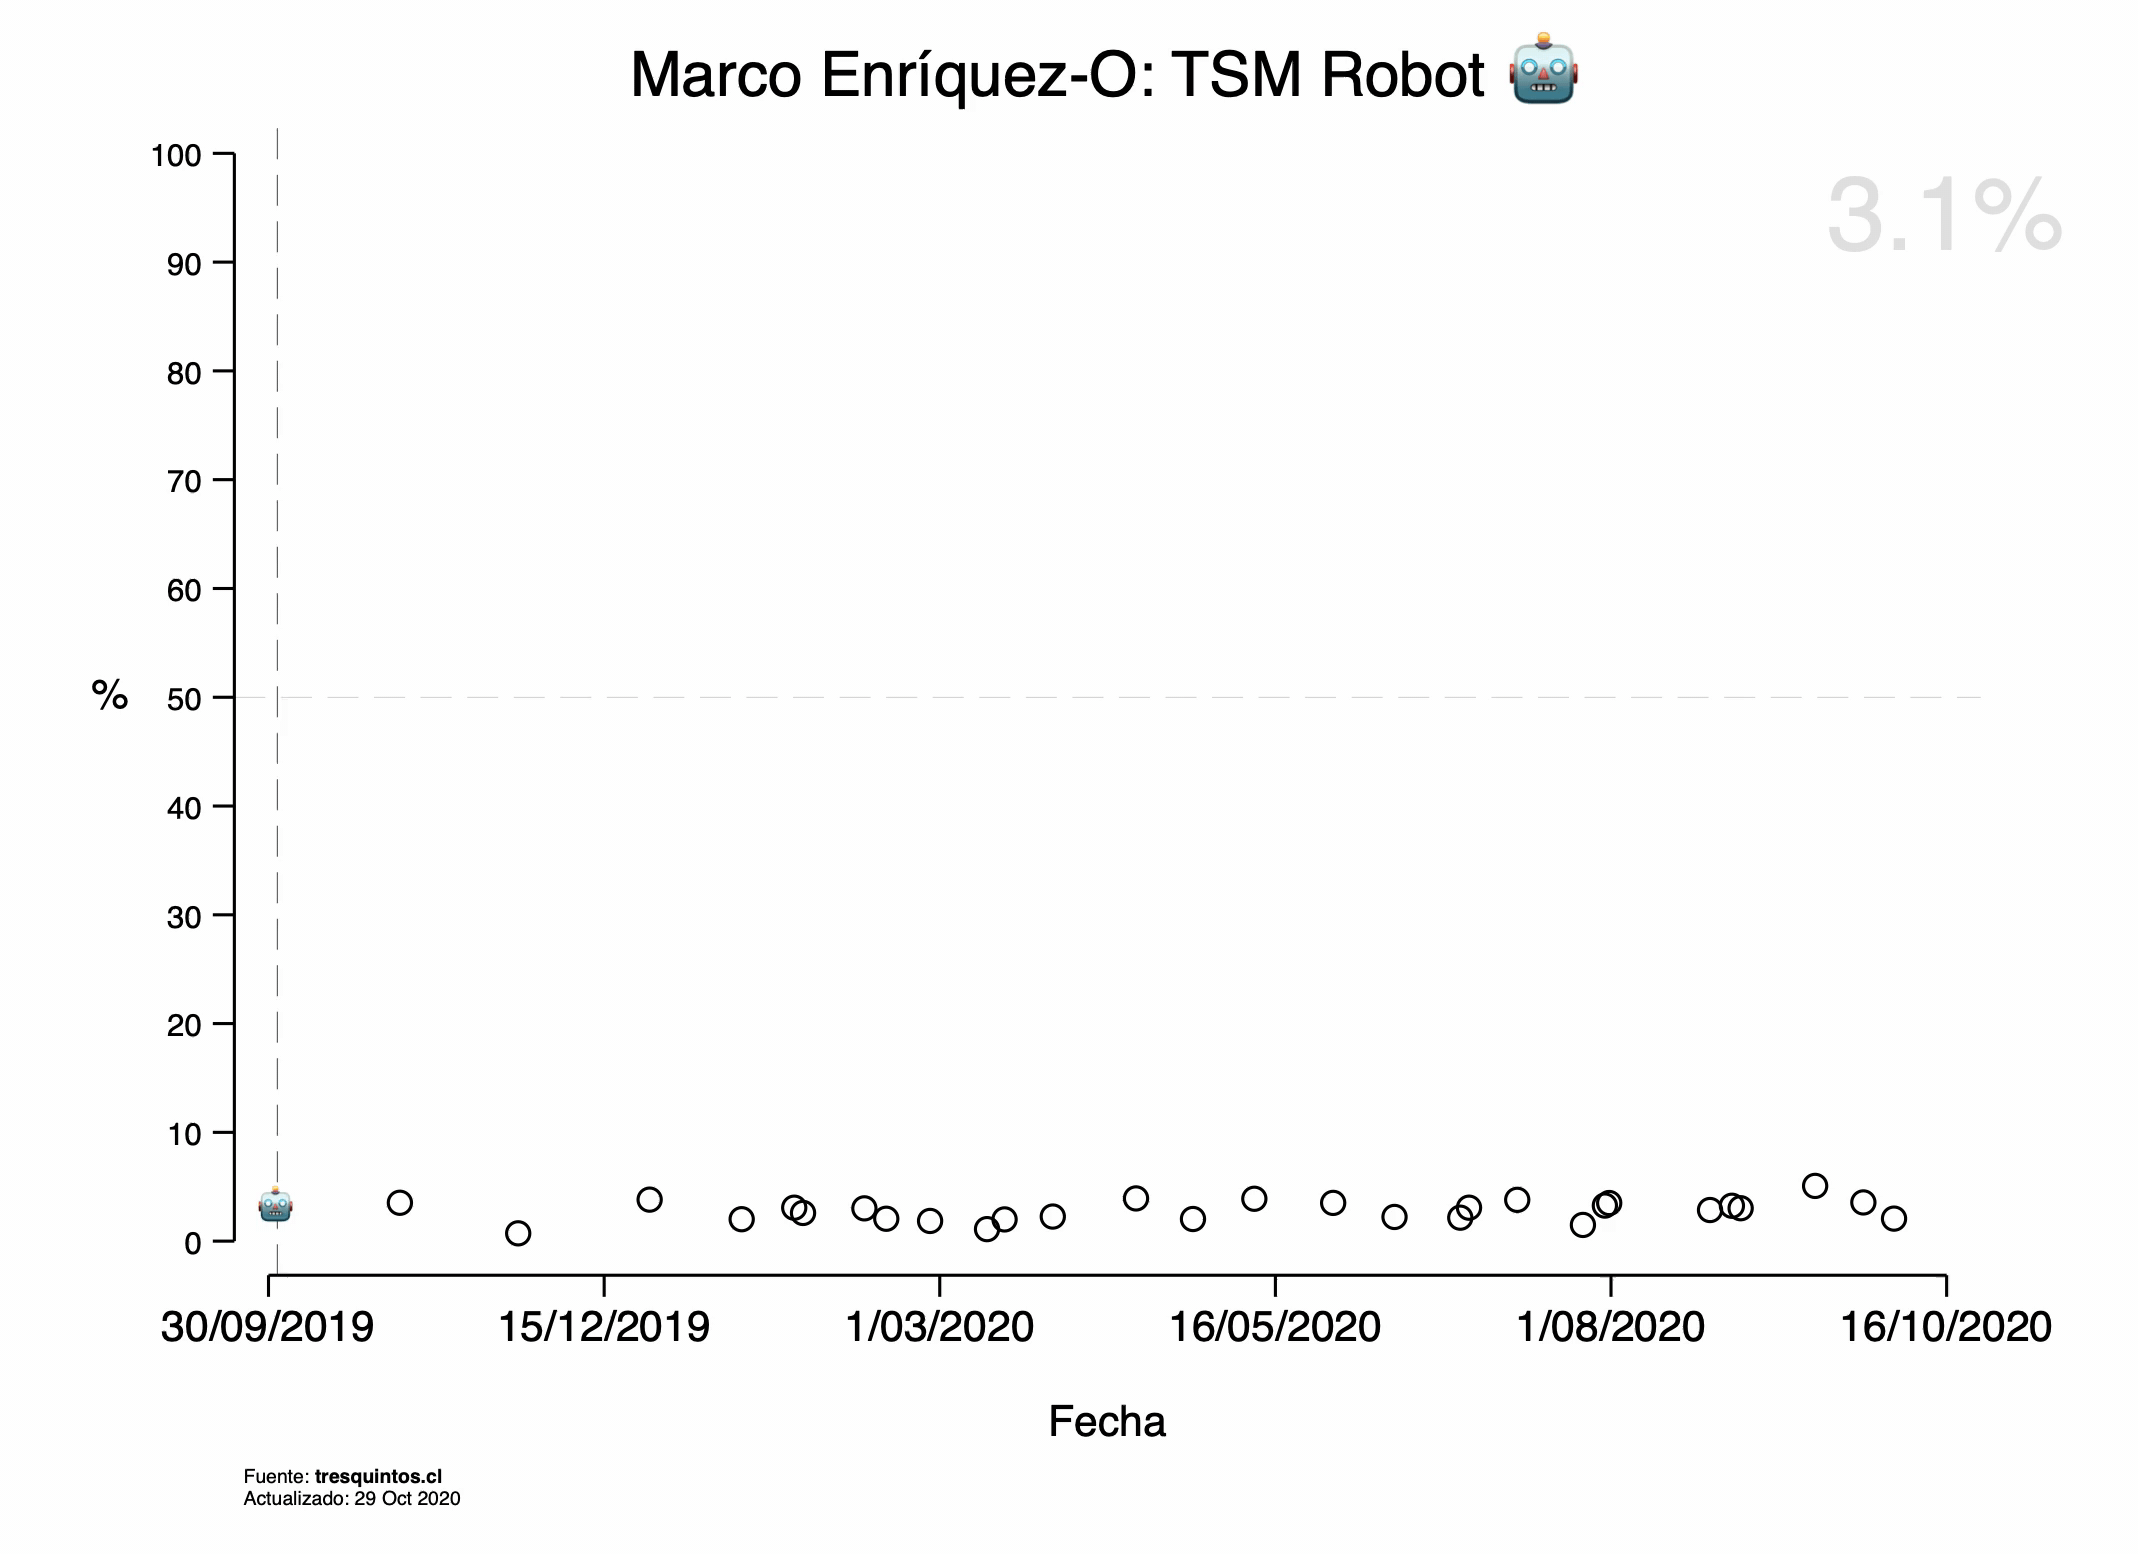 Marco Enríquez-O: TSM Robot 🤖
3.1%
100
90
80
70
60
50
40
30
20
10
0
%
30/09/2019 15/12/2019 1/03/2020 16/05/2020 1/08/2020 16/10/2020
Fecha
Fuente: tresquintos.cl
Actualizado: 29 Oct 2020